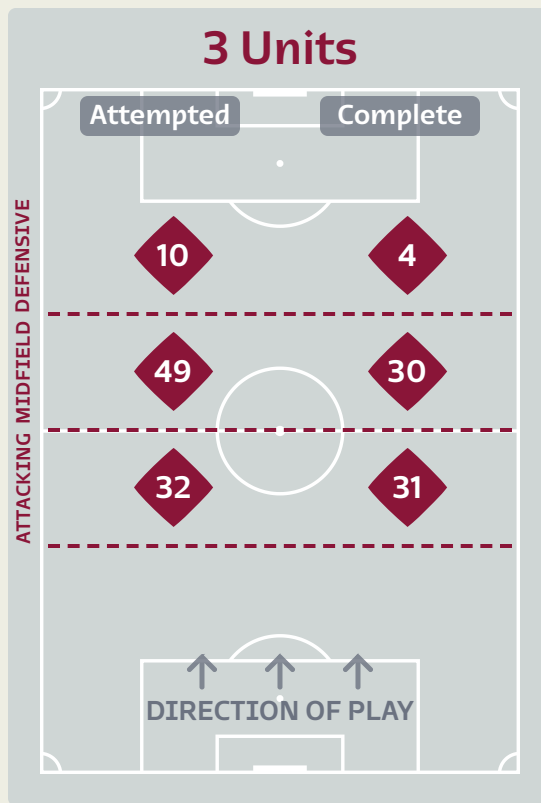 3 Units
Attempted Complete
ATTACKING MIDFIELD DEFENSIVE
10 4
49 30
32 31
DIRECTION OF PLAY